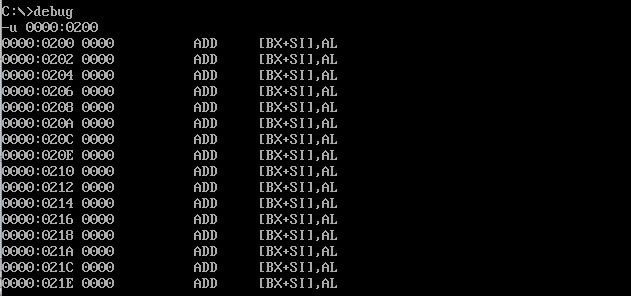 C:\>debug
-u 0000:0200
0000:0200 0000 ADD [BX+SI],AL
0000:0202 0000 ADD [BX+SI],AL
0000:0204 0000 ADD [BX+SI],AL
0000:0206 0000 ADD [BX+SI],AL
0000:0208 0000 ADD [BX+SI],AL
0000:020A 0000 ADD [BX+SI],AL
0000:020C 0000 ADD [BX+SI],AL
0000:020E 0000 ADD [BX+SI],AL
0000:0210 0000 ADD [BX+SI],AL
0000:0212 0000 ADD [BX+SI],AL
0000:0214 0000 ADD [BX+SI],AL
0000:0216 0000 ADD [BX+SI],AL
0000:0218 0000 ADD [BX+SI],AL
0000:021A 0000 ADD [BX+SI],AL
0000:021C 0000 ADD [BX+SI],AL
0000:021E 0000 ADD [BX+SI],AL